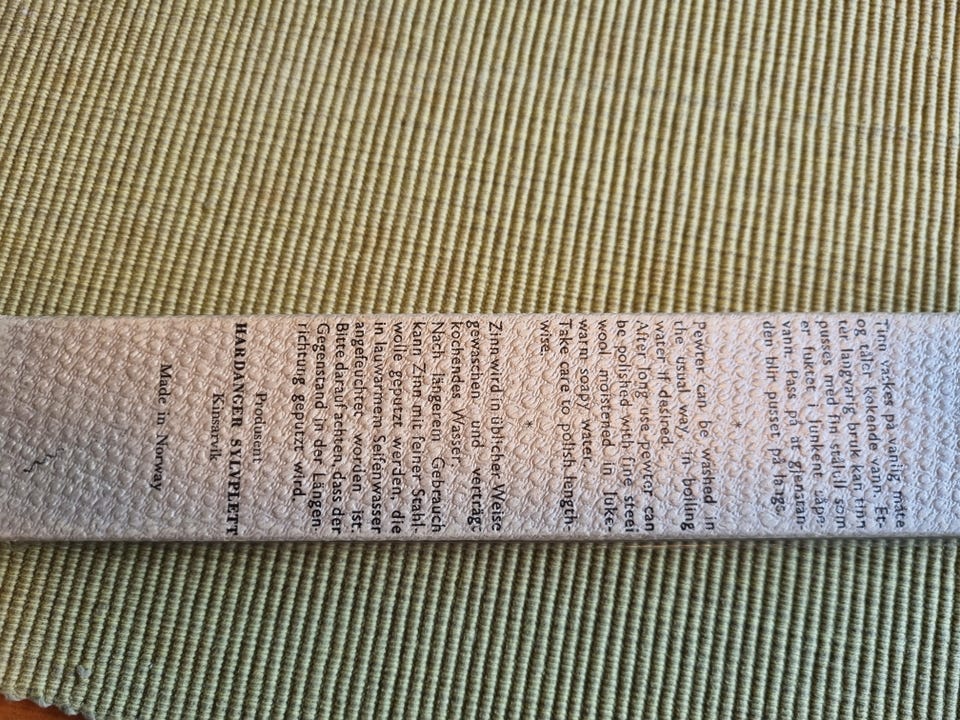 Tinn vaskes på vanlig måte
og tåler kokende vann. Et-
ter langvarig bruk kan tinn
pusses med fin stålull som
er fuktet i lunkent såpe-
vann. Pass på at gjenstan-
den blir pusset på langs.
*
Pewter can be washed in
the usual way, in boiling
water if dasired.
After long use pewter can
be polished with fine steel
wool moistened in luke-
warm soapy water.
Take care to polish length-
wise.
*
Zinn wird in üblicher Weise
gewaschen und verträgt
kochendes Wasser.
Nach längerem Gebrauch
kann Zinn mit feiner Stahl-
wolle geputzt werden, die
in lauwarmem Seifenwasser
angefeuchtet worden ist.
Bitte darauf achten, dass der
Gegenstand in der Längen-
richtung geputzt wird.
Produsent
HARDANGER SYLVPLETT
Kinsarvik
Made in Norway